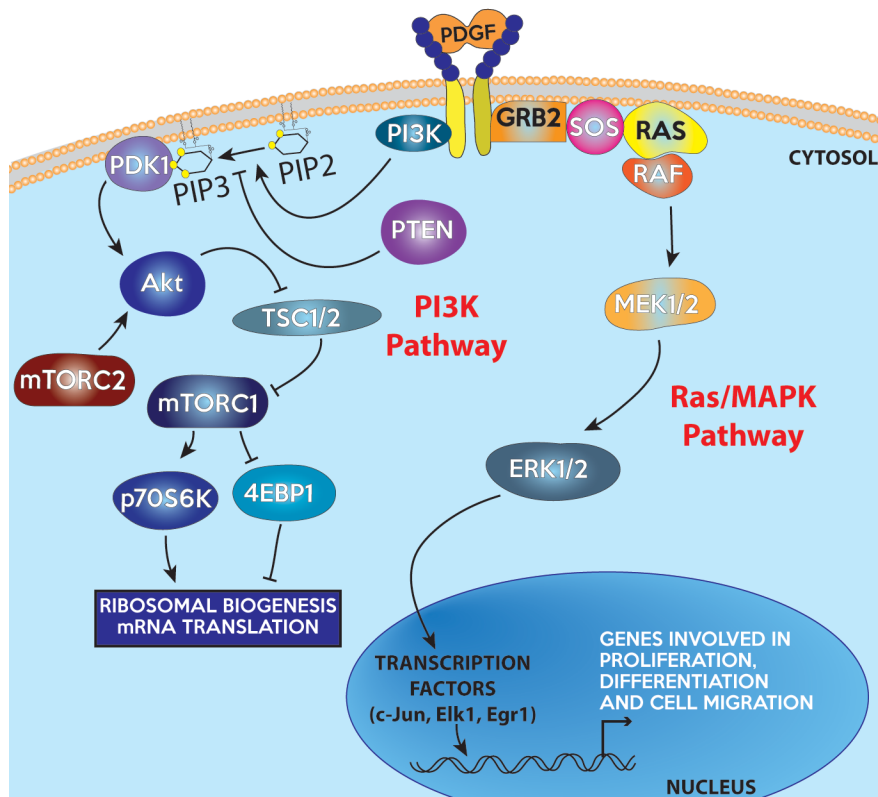 PDGF
PI3K
GRB2
SOS
RAS
RAF
CYTOSOL
PDK1
PIP3
PIP2
PTEN
Akt
TSC1/2
PI3K
Pathway
MEK1/2
mTORC2
mTORC1
Ras/MAPK
Pathway
p70S6K
4EBP1
ERK1/2
RIBOSOMAL BIOGENESIS
mRNA TRANSLATION
TRANSCRIPTION
FACTORS
(c-Jun, Elk1, Egr1)
GENES INVOLVED IN
PROLIFERATION,
DIFFERENTIATION
AND CELL MIGRATION
NUCLEUS